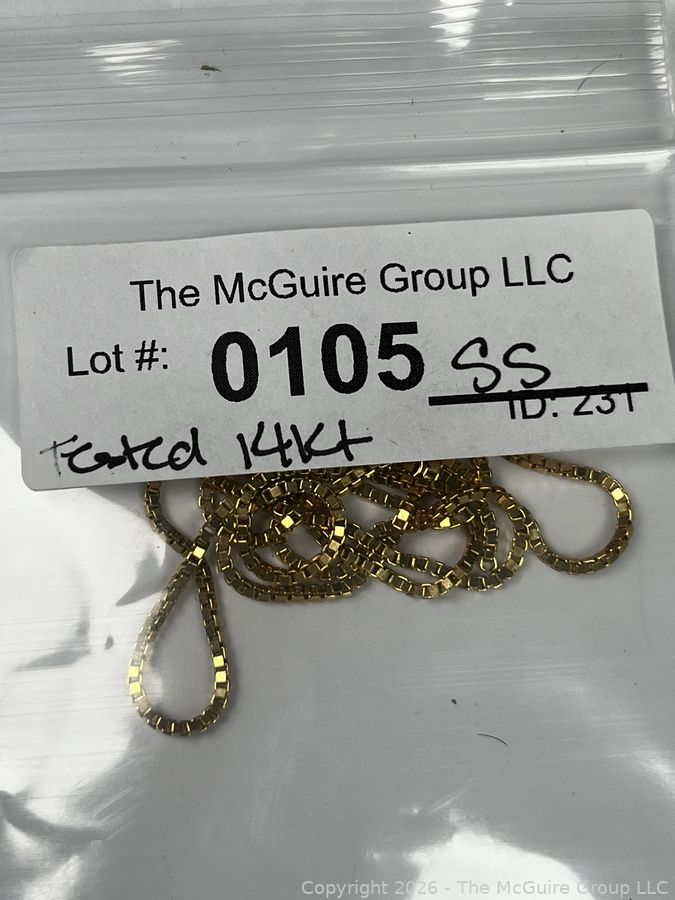 The McGuire Group LLC
Lot #: 0105 SS
ID: 231
Tested 14Kt
Copyright 2026 - The McGuire Group LLC